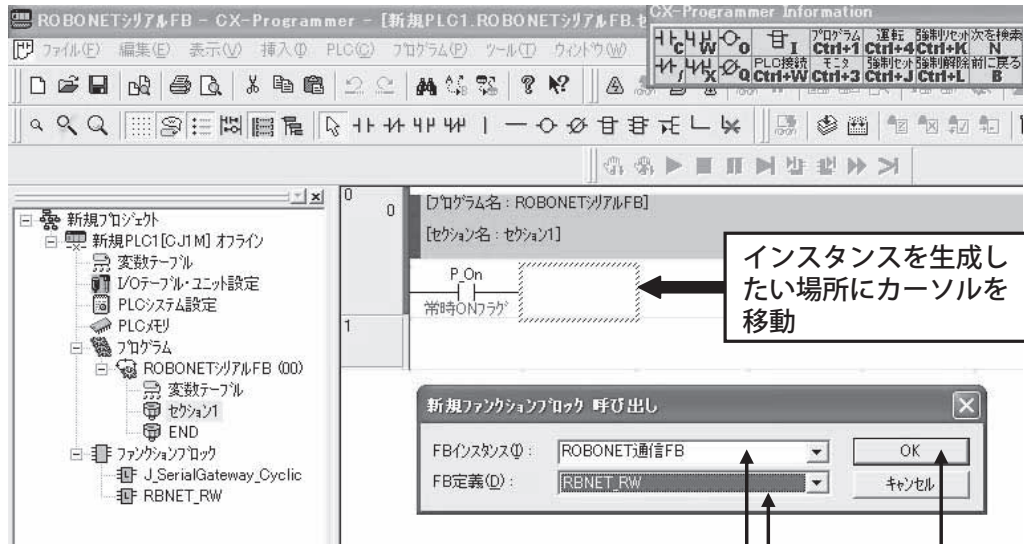 ROBONETシリアルFB - CX-Programmer - [新規PLC1.ROBONETシリアルFB.セ
CX-Programmer Information
C W O I プログラム 運転 強制リセット 次を検索
Ctrl+1 Ctrl+4 Ctrl+K N
/ X Q PLC接続 モニタ 強制セット 強制解除 前に戻る
Ctrl+W Ctrl+3 Ctrl+J Ctrl+L B
ファイル(F) 編集(E) 表示(V) 挿入(I) PLC(C) プログラム(P) ツール(T) ウィンドウ(W)
新規プロジェクト
新規PLC1[CJ1M] オフライン
変数テーブル
I/Oテーブル・ユニット設定
PLCシステム設定
PLCメモリ
プログラム
ROBONETシリアルFB (00)
変数テーブル
セクション1
END
ファンクションブロック
J_SerialGateway_Cyclic
RBNET_RW
0
0
[プログラム名 : ROBONETシリアルFB]
[セクション名 : セクション1]
P_On
常時ONフラグ
1
インスタンスを生成し
たい場所にカーソルを
移動
新規ファンクションブロック 呼び出し
FBインスタンス(I) : ROBONET通信FB OK
FB定義(D) : RBNET_RW キャンセル